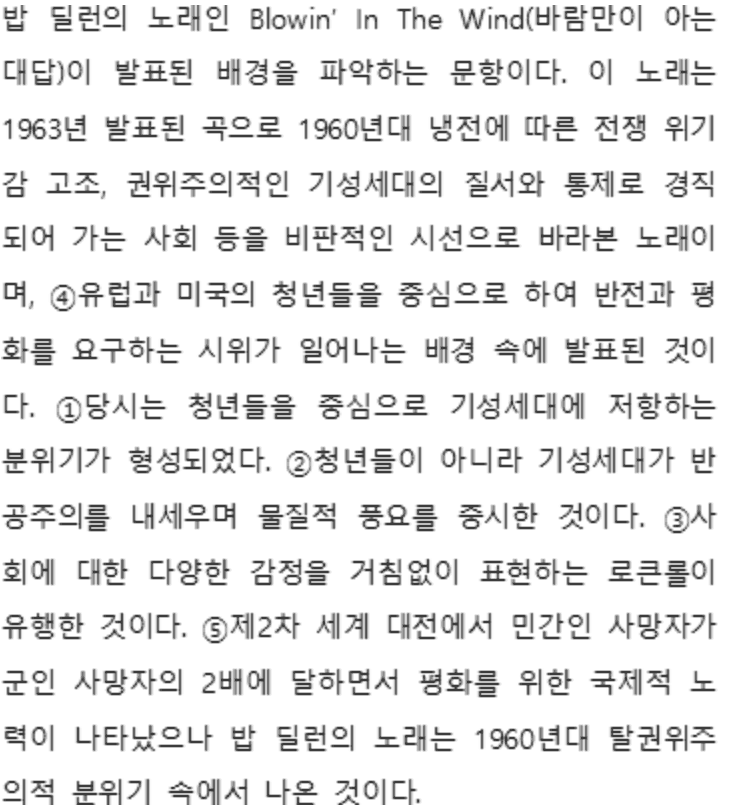 밥 딜런의 노래인 Blowin' In The Wind(바람만이 아는
대답)이 발표된 배경을 파악하는 문항이다. 이 노래는
1963년 발표된 곡으로 1960년대 냉전에 따른 전쟁 위기
감 고조, 권위주의적인 기성세대의 질서와 통제로 경직
되어 가는 사회 등을 비판적인 시선으로 바라본 노래이
며, ④유럽과 미국의 청년들을 중심으로 하여 반전과 평
화를 요구하는 시위가 일어나는 배경 속에 발표된 것이
다. ①당시는 청년들을 중심으로 기성세대에 저항하는
분위기가 형성되었다. ②청년들이 아니라 기성세대가 반
공주의를 내세우며 물질적 풍요를 중시한 것이다. ③사
회에 대한 다양한 감정을 거침없이 표현하는 로큰롤이
유행한 것이다. ⑤제2차 세계 대전에서 민간인 사망자가
군인 사망자의 2배에 달하면서 평화를 위한 국제적 노
력이 나타났으나 밥 딜런의 노래는 1960년대 탈권위주
의적 분위기 속에서 나온 것이다.